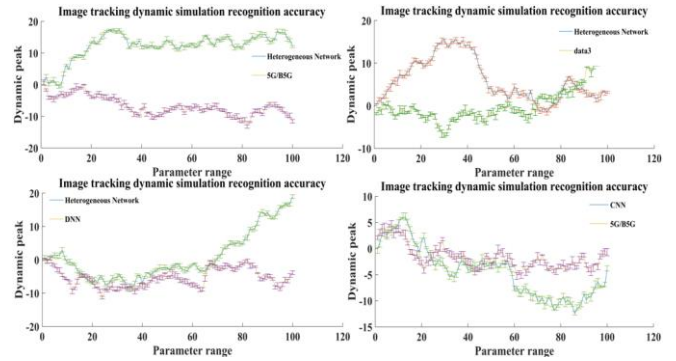 Image tracking dynamic simulation recognition accuracy
20
10
0
-10
-20
0 20 40 60 80 100 120
Dynamic peak
Parameter range
Heterogeneous Network
5G/B5G
Image tracking dynamic simulation recognition accuracy
20
10
0
-10
0 20 40 60 80 100 120
Dynamic peak
Parameter range
Heterogeneous Network
data3
Image tracking dynamic simulation recognition accuracy
20
10
0
-10
-20
0 20 40 60 80 100 120
Dynamic peak
Parameter range
Heterogeneous Network
DNN
Image tracking dynamic simulation recognition accuracy
10
5
0
-5
-10
-15
0 20 40 60 80 100 120
Dynamic peak
Parameter range
CNN
5G/B5G